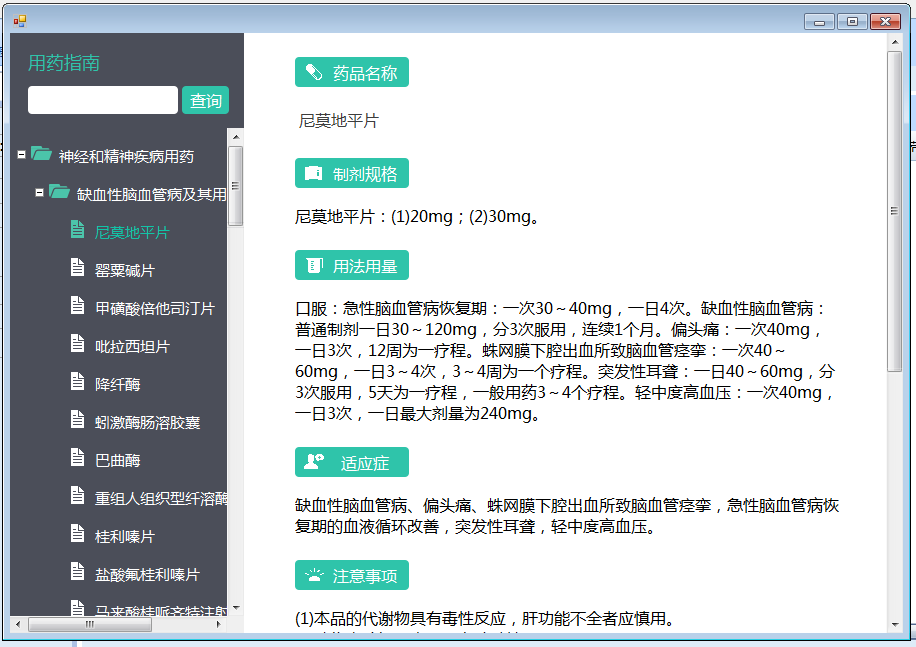 用药指南
查询
神经和精神疾病用药
缺血性脑血管病及其用
尼莫地平片
罂粟碱片
甲磺酸倍他司汀片
吡拉西坦片
降纤酶
蚓激酶肠溶胶囊
巴曲酶
重组人组织型纤溶酶
桂利嗪片
盐酸氟桂利嗪片
马来酸桂哌齐特注射
药品名称
尼莫地平片
制剂规格
尼莫地平片：(1)20mg；(2)30mg。
用法用量
口服：急性脑血管病恢复期：一次30～40mg，一日4次。缺血性脑血管病：
普通制剂一日30～120mg，分3次服用，连续1个月。偏头痛：一次40mg，
一日3次，12周为一疗程。蛛网膜下腔出血所致脑血管痉挛：一次40～
60mg，一日3～4次，3～4周为一个疗程。突发性耳聋：一日40～60mg，分
3次服用，5天为一疗程，一般用药3～4个疗程。轻中度高血压：一次40mg，
一日3次，一日最大剂量为240mg。
适应症
缺血性脑血管病、偏头痛、蛛网膜下腔出血所致脑血管痉挛，急性脑血管病恢
复期的血液循环改善，突发性耳聋，轻中度高血压。
注意事项
(1)本品的代谢物具有毒性反应，肝功能不全者应慎用。